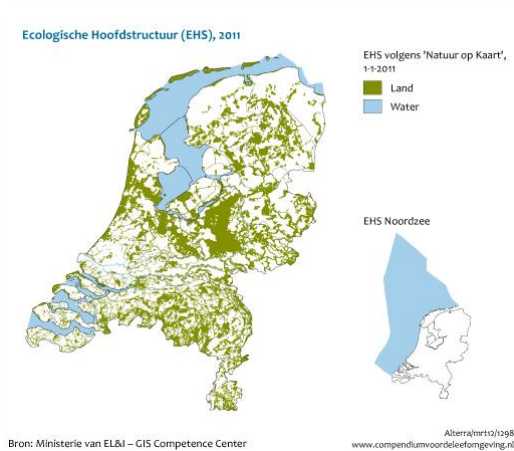 Ecologische Hoofdstructuur (EHS), 2011
EHS volgens 'Natuur op Kaart',
1-1-2011
Land
Water
EHS Noordzee
Alterra/mrt12/1298
Bron: Ministerie van EL&I – GIS Competence Center
www.compendiumvoordeleefomgeving.nl